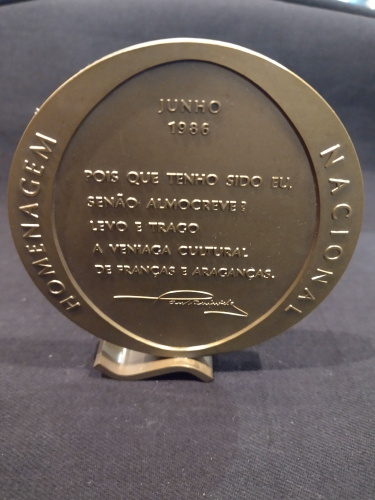 HOMENAGEM NACIONAL
JUNHO
1986
POIS QUE TENHO SIDO EU,
SENÃO ALMOCREVE?
LEVO E TRAGO
A VENIAGA CULTURAL
DE FRANÇAS E ARAGANÇAS.